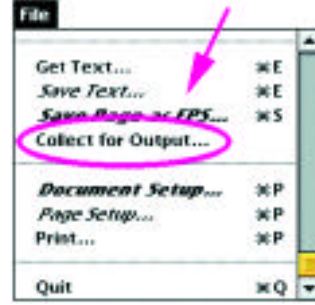 File
Get Text... ⌘E
Save Text... ⌘E
Save Page as EPS... ⌘S
Collect for Output...
Document Setup... ⌘P
Page Setup... ⌘P
Print... ⌘P
Quit ⌘Q